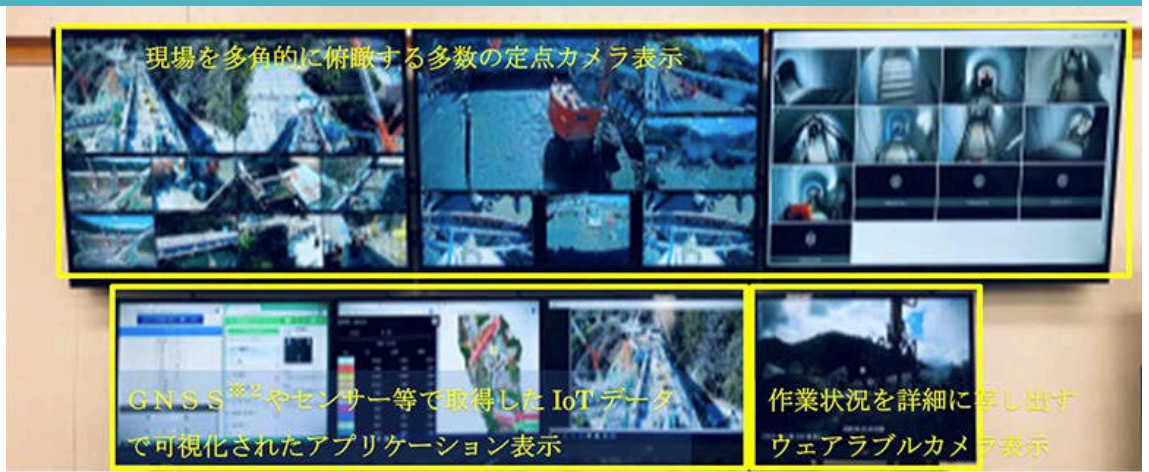 現場を多角的に俯瞰する多数の定点カメラ表示
GNSS※2やセンサー等で取得したIoTデータ
で可視化されたアプリケーション表示
作業状況を詳細に写し出す
ウェアラブルカメラ表示